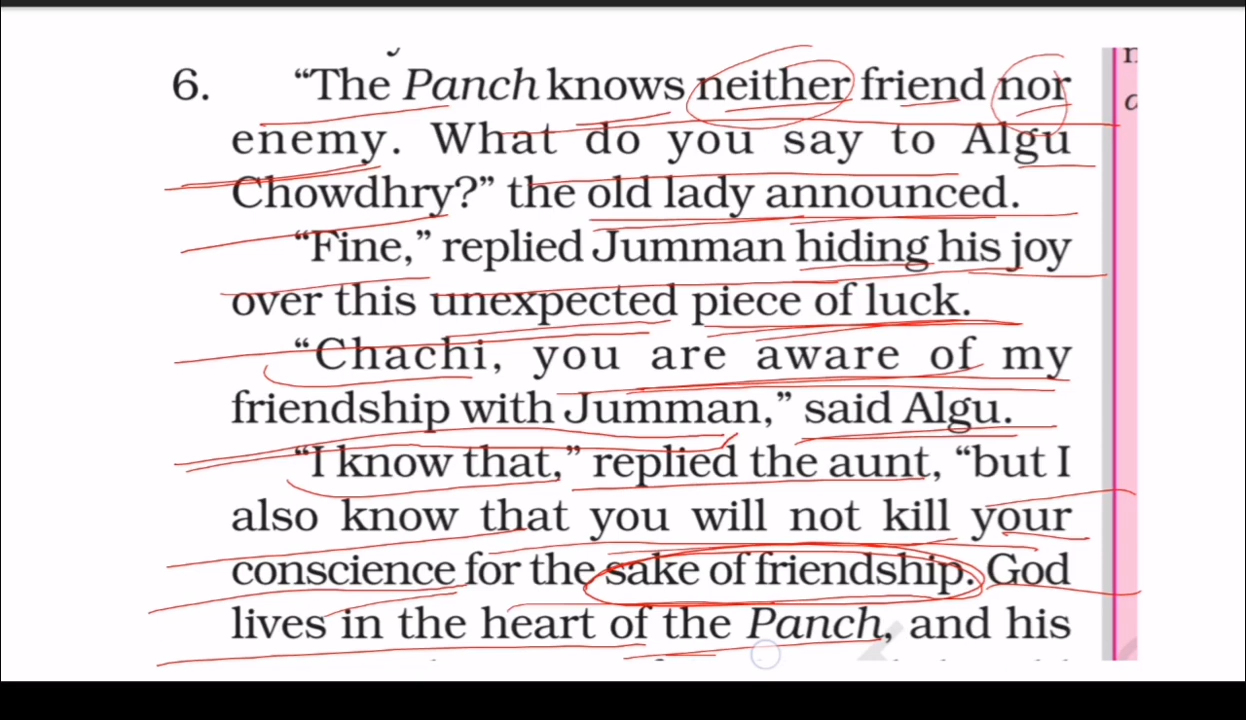 6. “The Panch knows neither friend nor
enemy. What do you say to Algu
Chowdhry?” the old lady announced.
“Fine,” replied Jumman hiding his joy
over this unexpected piece of luck.
“Chachi, you are aware of my
friendship with Jumman,” said Algu.
“I know that,” replied the aunt, “but I
also know that you will not kill your
conscience for the sake of friendship. God
lives in the heart of the Panch, and his